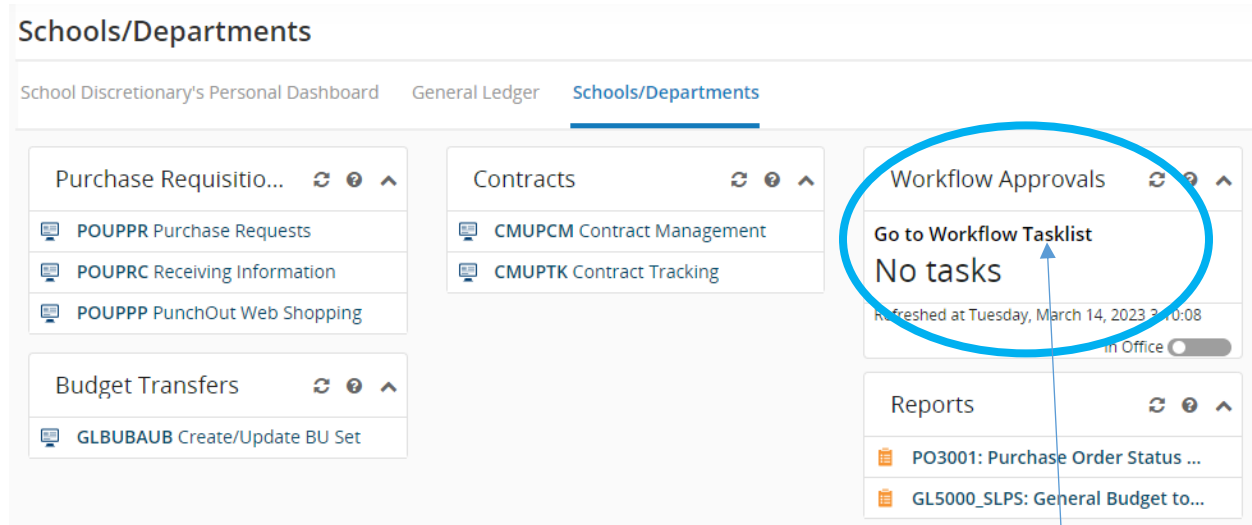 Schools/Departments
School Discretionary's Personal Dashboard General Ledger Schools/Departments
Purchase Requisitio...
POUPPR Purchase Requests
POUPRC Receiving Information
POUPPP PunchOut Web Shopping
Budget Transfers
GLBUBAUB Create/Update BU Set
Contracts
CMUPCM Contract Management
CMUPTK Contract Tracking
Workflow Approvals
Go to Workflow Tasklist
No tasks
Refreshed at Tuesday, March 14, 2023 3:10:08
In Office
Reports
PO3001: Purchase Order Status ...
GL5000_SLPS: General Budget to...